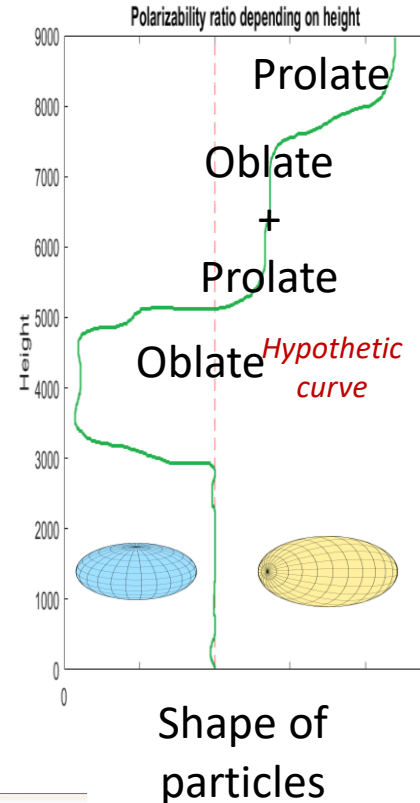 Polarizability ratio depending on height
9000
Prolate
8000
Oblate
7000
+
6000
Prolate
5000
Oblate
Hypothetic
curve
Height
4000
3000
2000
1000
0
0
Shape of
particles